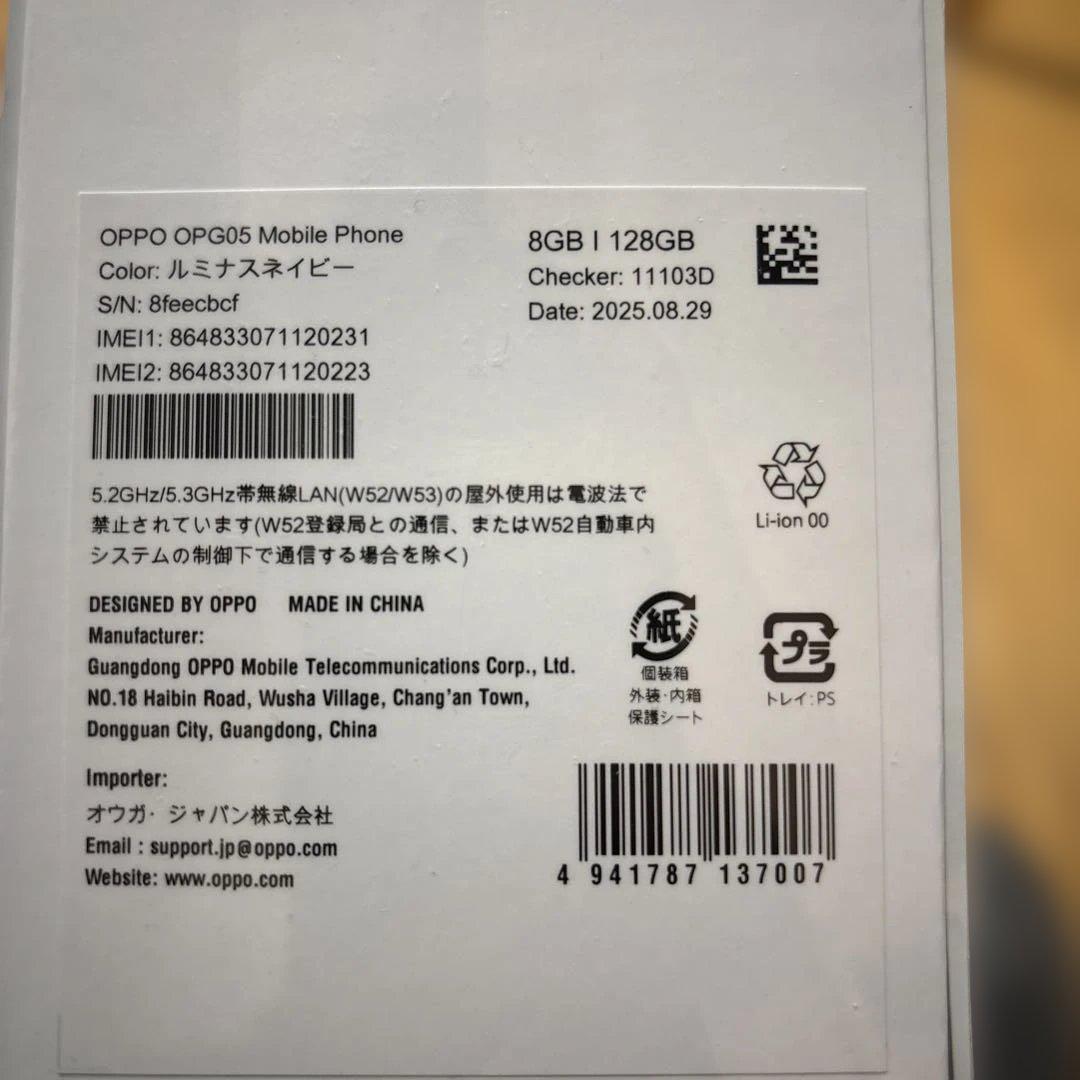 OPPO OPG05 Mobile Phone
Color: ルミナスネイビー
S/N: 8feecbcf
IMEI1: 864833071120231
IMEI2: 864833071120223
8GB | 128GB
Checker: 11103D
Date: 2025.08.29
5.2GHz/5.3GHz帯無線LAN(W52/W53)の屋外使用は電波法で
禁止されています(W52登録局との通信、またはW52自動車内
システムの制御下で通信する場合を除く)
Li-ion 00
DESIGNED BY OPPO MADE IN CHINA
Manufacturer:
Guangdong OPPO Mobile Telecommunications Corp., Ltd.
NO.18 Haibin Road, Wusha Village, Chang'an Town,
Dongguan City, Guangdong, China
紙
個装箱
外装・内箱
保護シート
プラ
トレイ:PS
Importer:
オウガ・ジャパン株式会社
Email : support.jp@oppo.com
Website: www.oppo.com
4 941787 137007